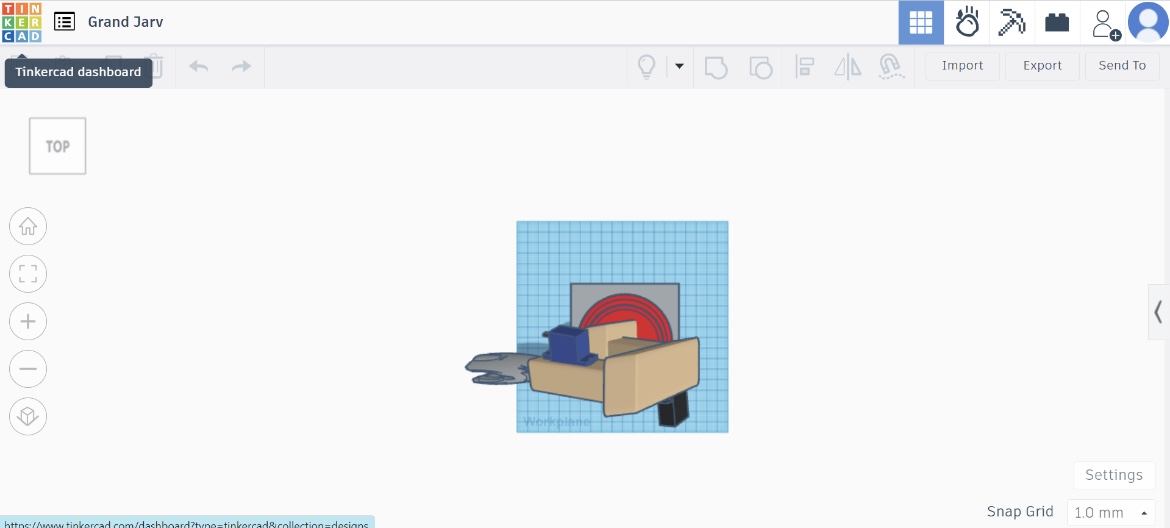 TIN
KER
CAD
Grand Jarv
Tinkercad dashboard
Import
Export
Send To
TOP
Workplane
Settings
Snap Grid
1.0 mm
https://www.tinkercad.com/dashboard?type=tinkercad&collection=designs